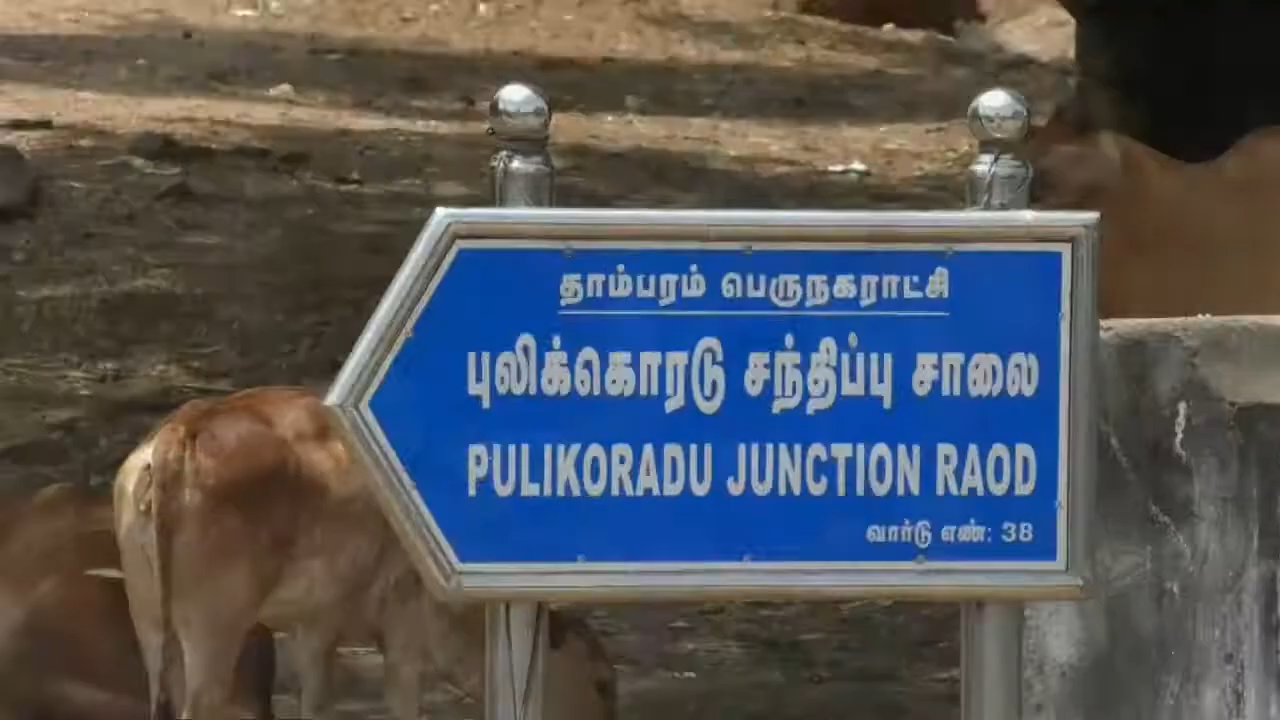 தாம்பரம் பெருநகராட்சி
புலிக்கொரடு சந்திப்பு சாலை
PULIKORADU JUNCTION RAOD
வார்டு எண்: 38